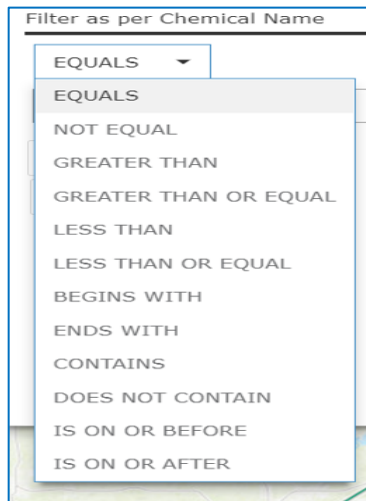 Filter as per Chemical Name
EQUALS
EQUALS
NOT EQUAL
GREATER THAN
GREATER THAN OR EQUAL
LESS THAN
LESS THAN OR EQUAL
BEGINS WITH
ENDS WITH
CONTAINS
DOES NOT CONTAIN
IS ON OR BEFORE
IS ON OR AFTER